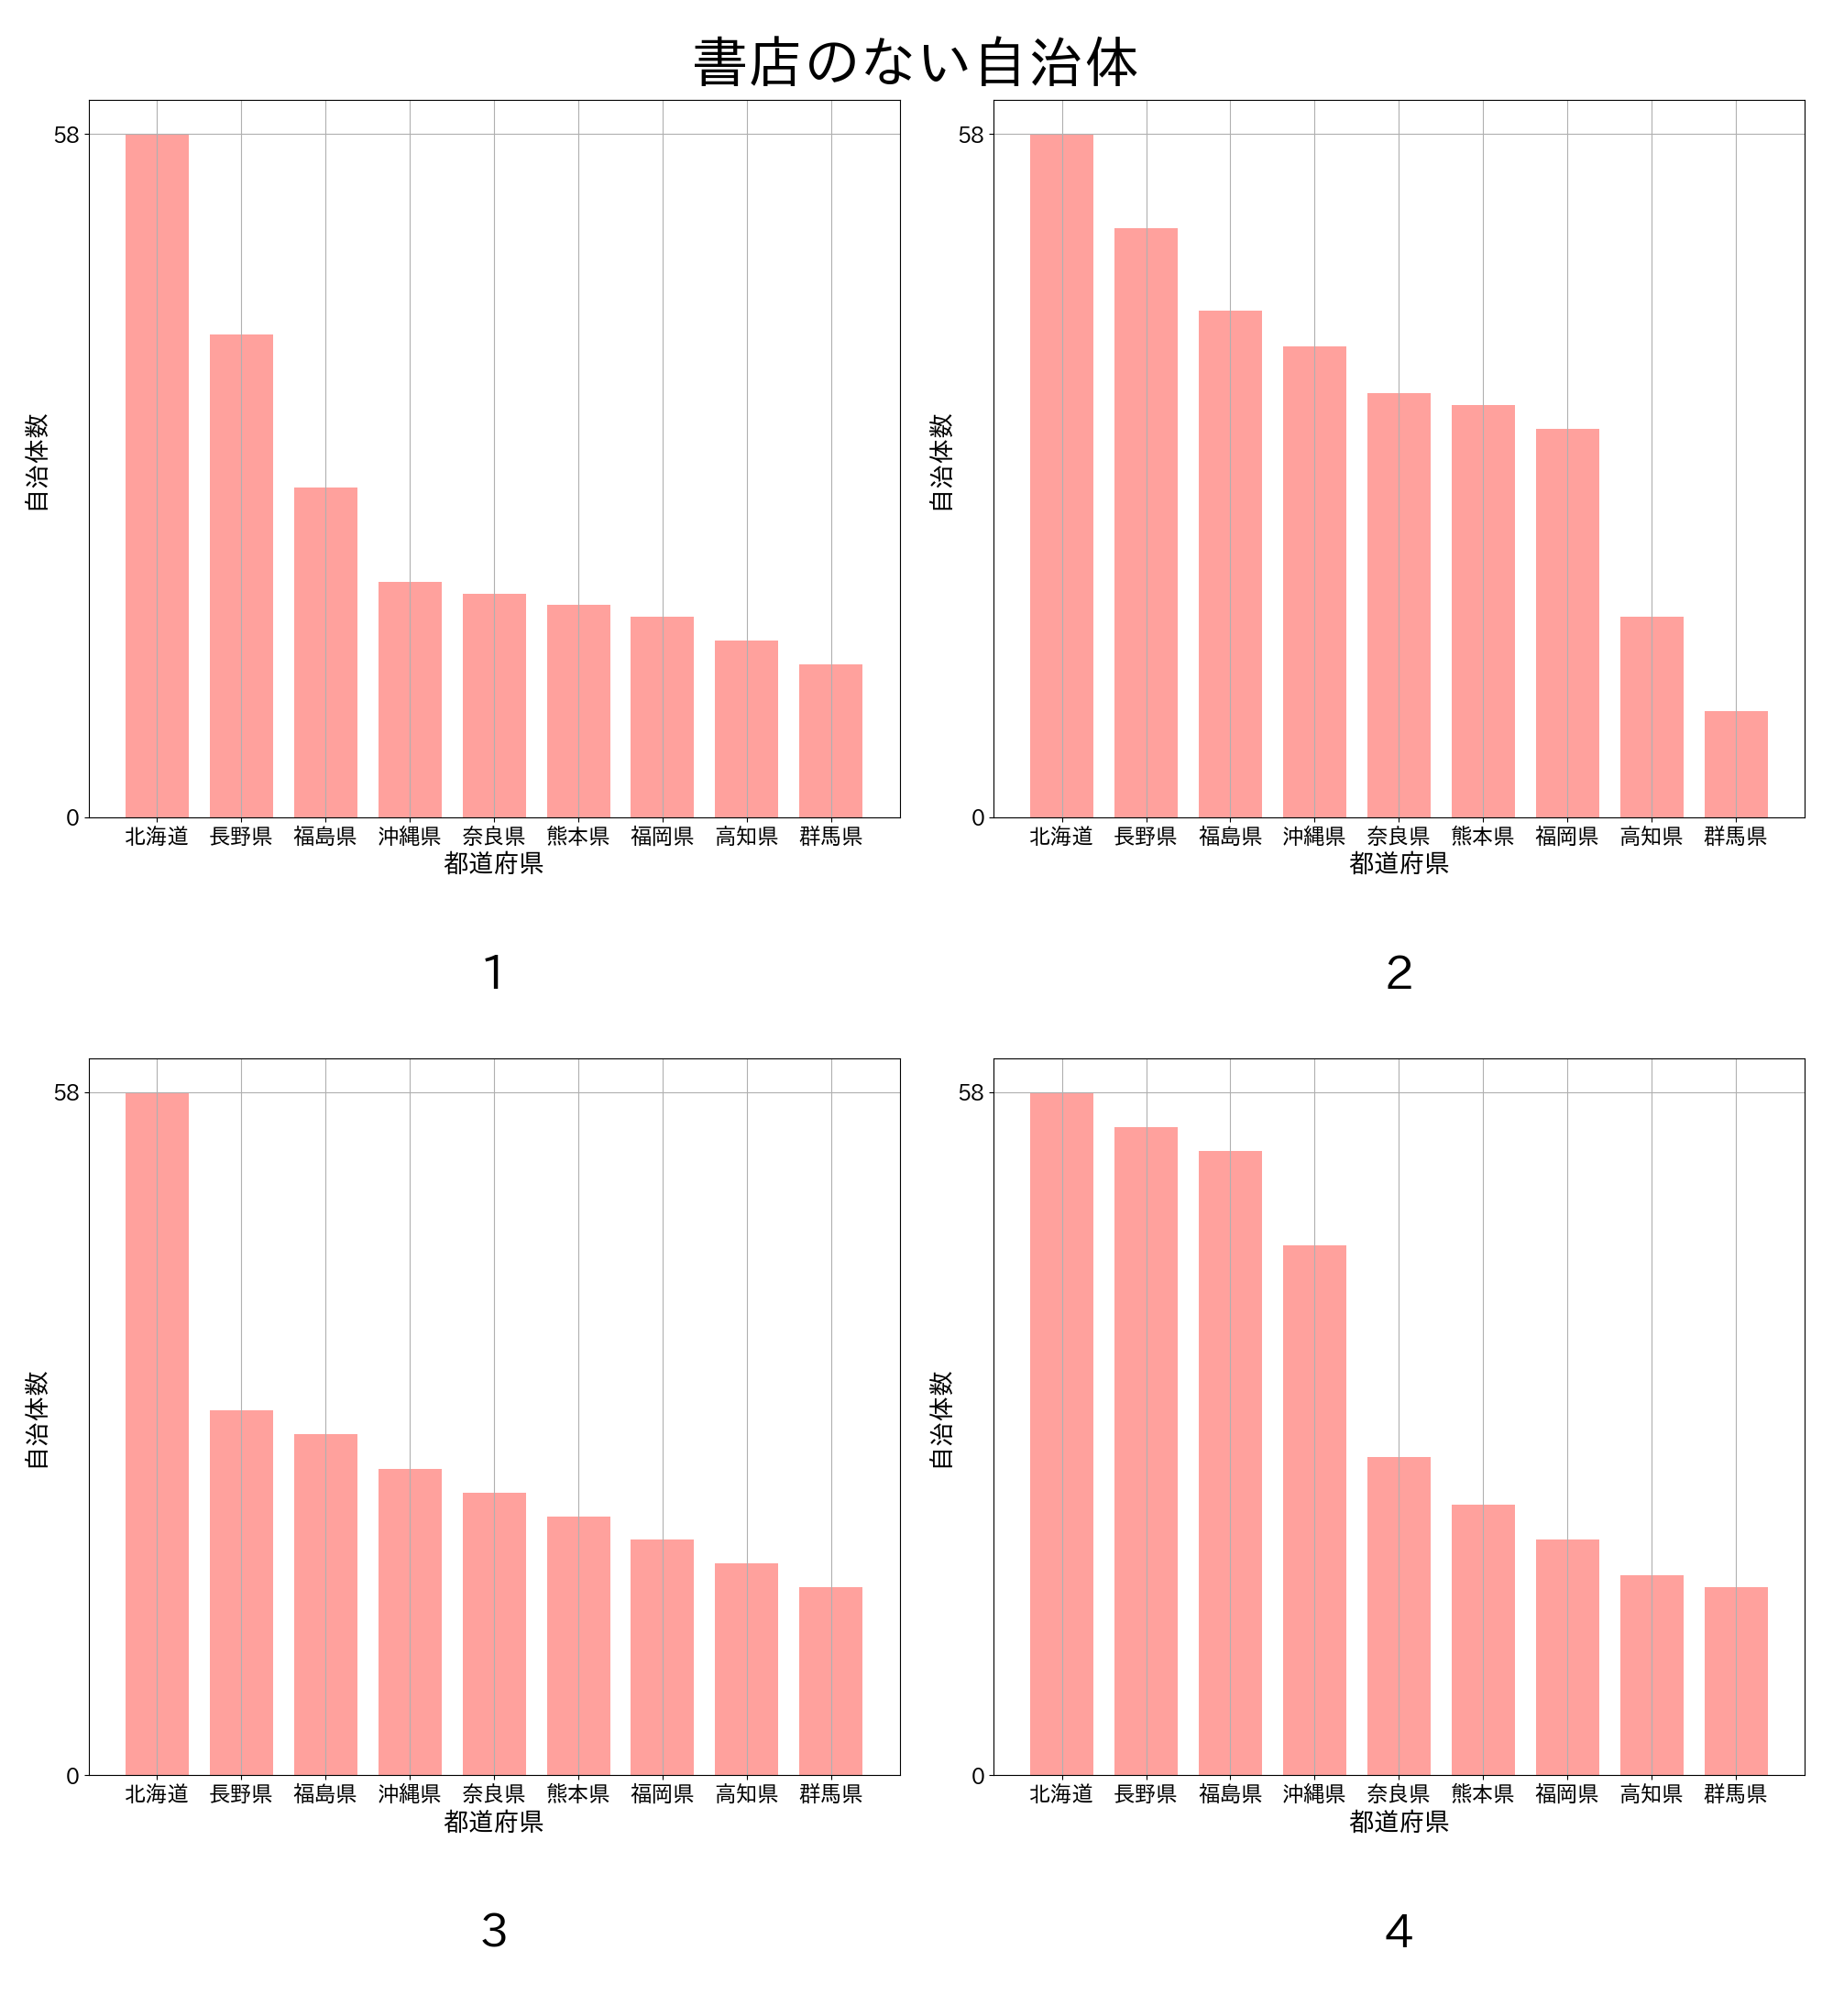 書店のない自治体
58
0
自治体数
北海道 長野県 福島県 沖縄県 奈良県 熊本県 福岡県 高知県 群馬県
都道府県
1
58
0
自治体数
北海道 長野県 福島県 沖縄県 奈良県 熊本県 福岡県 高知県 群馬県
都道府県
2
58
0
自治体数
北海道 長野県 福島県 沖縄県 奈良県 熊本県 福岡県 高知県 群馬県
都道府県
3
58
0
自治体数
北海道 長野県 福島県 沖縄県 奈良県 熊本県 福岡県 高知県 群馬県
都道府県
4